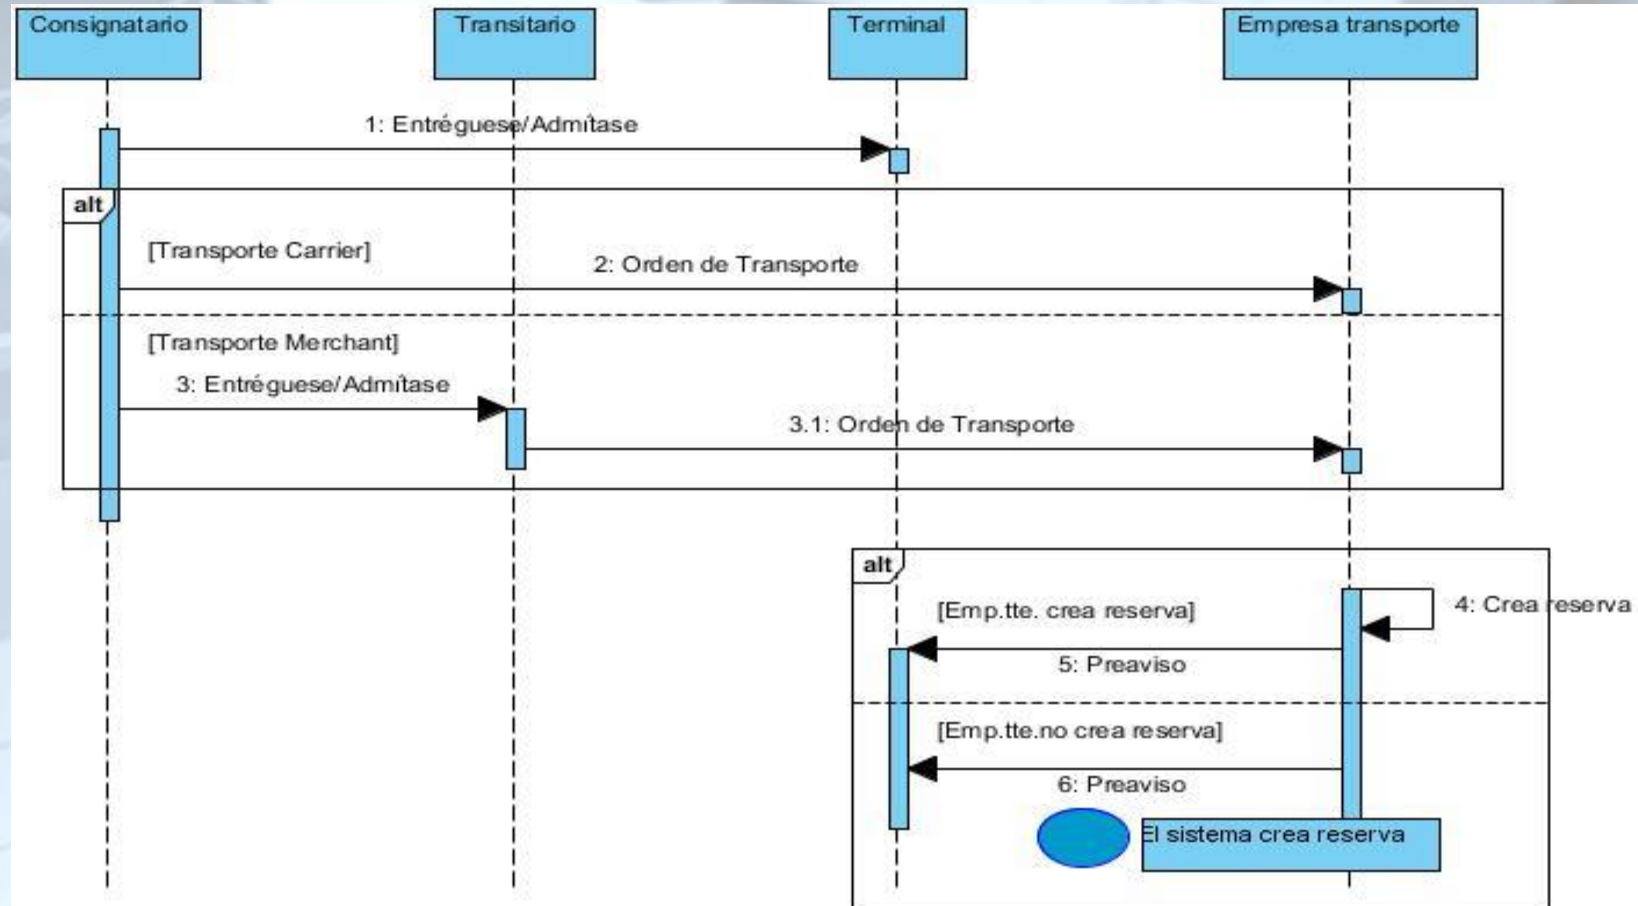 Consignatario
Transitario
Terminal
Empresa transporte
1: Entréguese/Admítase
alt
[Transporte Carrier]
2: Orden de Transporte
[Transporte Merchant]
3: Entréguese/Admítase
3.1: Orden de Transporte
alt
[Emp.tte. crea reserva]
4: Crea reserva
5: Preaviso
[Emp.tte.no crea reserva]
6: Preaviso
El sistema crea reserva